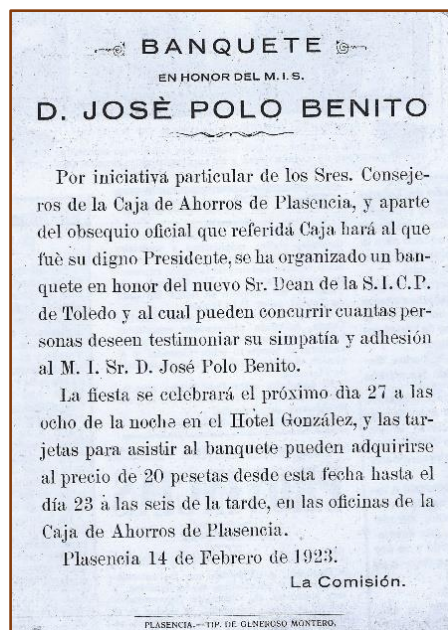 BANQUETE
EN HONOR DEL M. I. S.
D. JOSÈ POLO BENITO
Por iniciativa particular de los Sres. Conseje-
ros de la Caja de Ahorros de Plasencia, y aparte
del obsequio oficial que referidá Caja hará al que
fuè su digno Presidente, se ha organizado un ban-
quete en honor del nuevo Sr. Dean de la S. I. C. P.
de Toledo y al cual pueden concurrir cuantas per-
sonas deseen testimoniar su simpatía y adhesión
al M. I. Sr. D. José Polo Benito.
La fiesta se celebrará el próximo dìa 27 a las
ocho de la noche en el Hotel González, y las tar-
jetas para asistir al banquete pueden adquirirse
al precio de 20 pesetas desde esta fecha hasta el
día 23 à las seis de la tarde, en las oficinas de la
Caja de Ahorros de Plasencia.
Plasencia 14 de Febrero de 1923.
La Comisión.
PLASENCIA.—TIP. DE GENEROSO MONTERO.